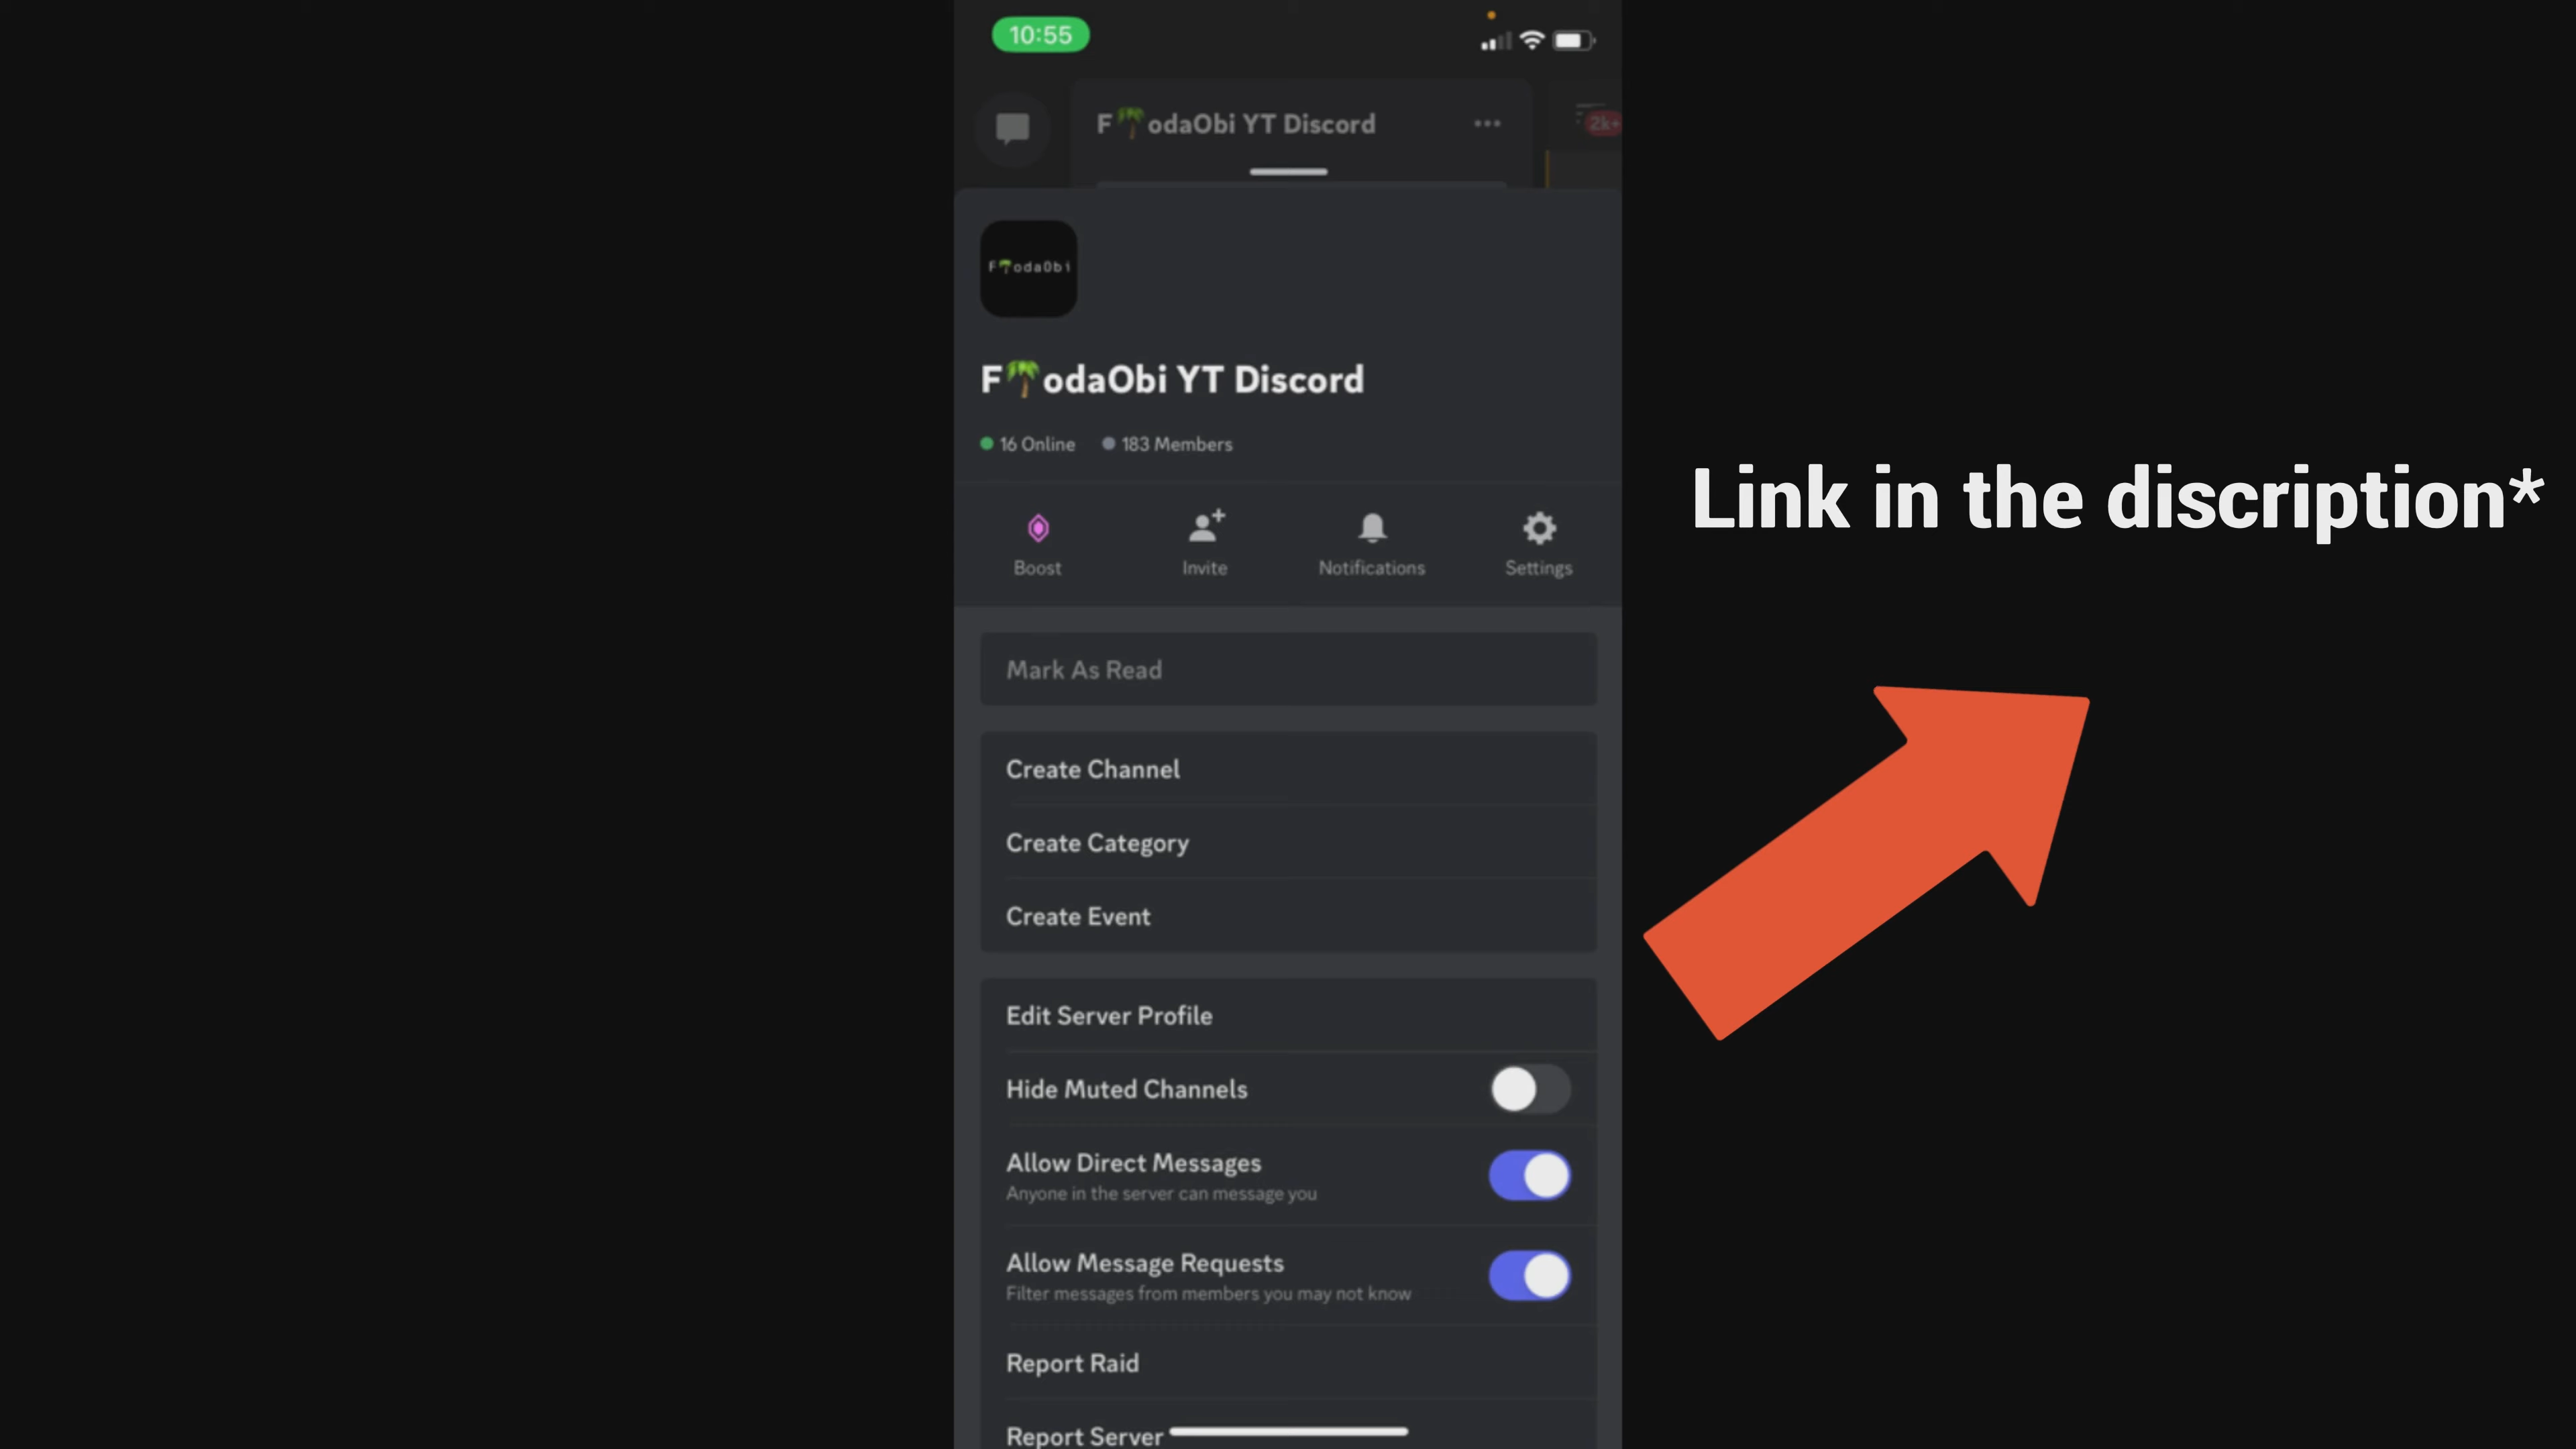 10:55
F🌴odaObi YT Discord
2k+
F🌴odaObi
F🌴odaObi YT Discord
16 Online 183 Members
Boost Invite Notifications Settings
Link in the discription*
Mark As Read
Create Channel
Create Category
Create Event
Edit Server Profile
Hide Muted Channels
Allow Direct Messages
Anyone in the server can message you
Allow Message Requests
Filter messages from members you may not know
Report Raid
Report Server